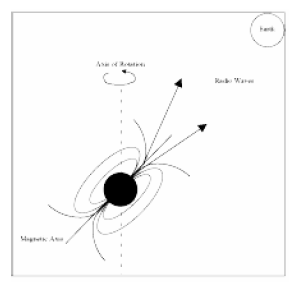 Earth
Axis of Rotation
Radio Waves
Magnetic Axis